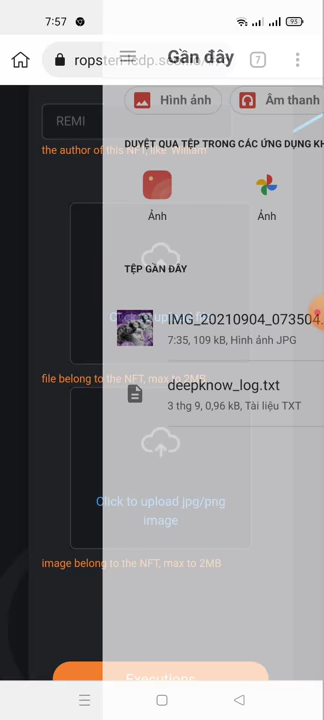 7:57
93
Gần đây
7
Hình ảnh
Âm thanh
REMI
DUYỆT QUA TỆP TRONG CÁC ỨNG DỤNG
the author of this NFT, like
Ảnh
Ảnh
TỆP GẦN ĐÂY
IMG_20210904_073504.
7:35, 109 kB, Hình ảnh JPG
file belong to the NFT, max to 2MB
deepknow_log.txt
3 thg 9, 0,96 kB, Tài liệu TXT
Click to upload jpg/png
image
image belong to the NFT, max to 2MB
Executions